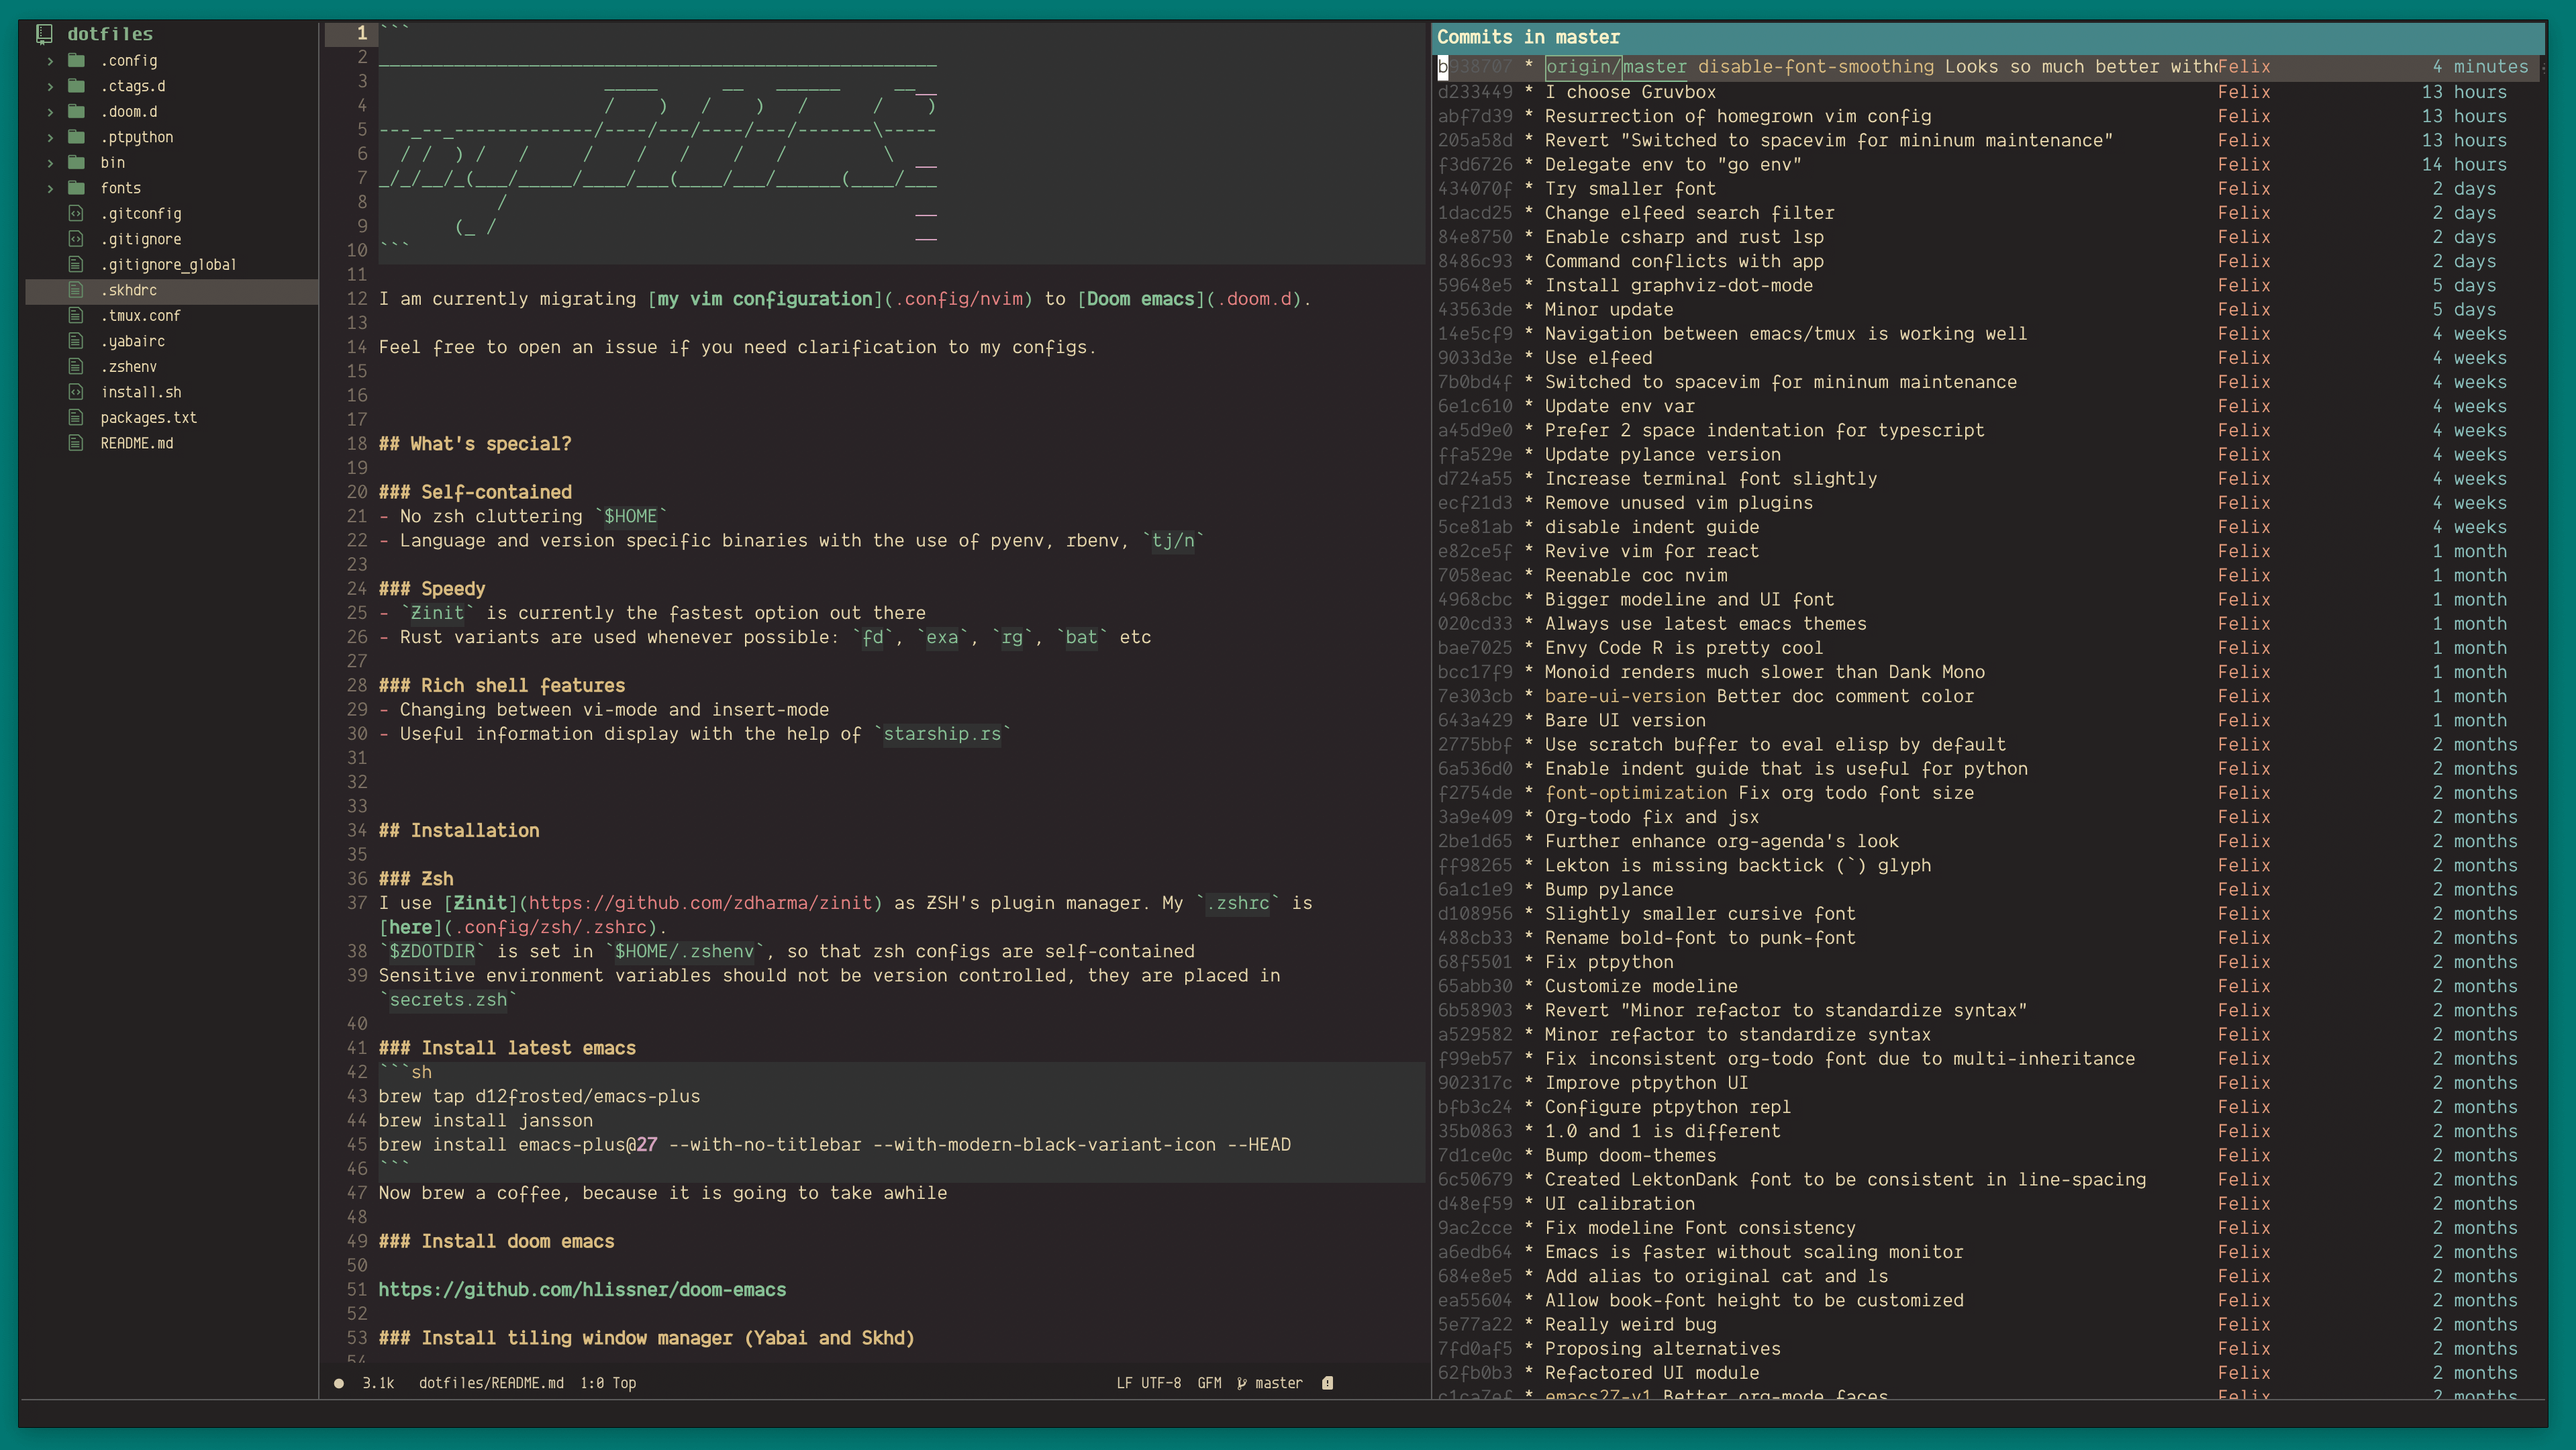 dotfiles
.config
.ctags.d
.doom.d
.ptpython
bin
fonts
.gitconfig
.gitignore
.gitignore_global
.skhdrc
.tmux.conf
.yabairc
.zshenv
install.sh
packages.txt
README.md
1 ```
2 ____________________________________________________
3                      _____      __   ______     __ __
4                      /    )   /    )   /      /    )
5 ---_--_-------------/----/---/----/---/-------\-----
6  / /  ) /   /     /    /   /    /   /         \  __
7 _/_/__/_(___/_____/____/___(____/___/______(____/___
8           /                                      __
9       (_ /                                       __
10 ```
11
12 I am currently migrating [my vim configuration](.config/nvim) to [Doom emacs](.doom.d).
13
14 Feel free to open an issue if you need clarification to my configs.
15
16
17
18 ## What's special?
19
20 ### Self-contained
21 - No zsh cluttering `$HOME`
22 - Language and version specific binaries with the use of pyenv, rbenv, `tj/n`
23
24 ### Speedy
25 - `Zinit` is currently the fastest option out there
26 - Rust variants are used whenever possible: `fd`, `exa`, `rg`, `bat` etc
27
28 ### Rich shell features
29 - Changing between vi-mode and insert-mode
30 - Useful information display with the help of `starship.rs`
31
32
33
34 ## Installation
35
36 ### Zsh
37 I use [Zinit](https://github.com/zdharma/zinit) as ZSH's plugin manager. My `.zshrc` is
[here](.config/zsh/.zshrc).
38 `$ZDOTDIR` is set in `$HOME/.zshenv`, so that zsh configs are self-contained
39 Sensitive environment variables should not be version controlled, they are placed in
`secrets.zsh`
40
41 ### Install latest emacs
42 ```sh
43 brew tap d12frosted/emacs-plus
44 brew install jansson
45 brew install emacs-plus@27 --with-no-titlebar --with-modern-black-variant-icon --HEAD
46 ```
47 Now brew a coffee, because it is going to take awhile
48
49 ### Install doom emacs
50
51 https://github.com/hlissner/doom-emacs
52
53 ### Install tiling window manager (Yabai and Skhd)
54
3.1k dotfiles/README.md 1:0 Top LF UTF-8 GFM master
Commits in master
b938707 * origin/master disable-font-smoothing Looks so much better with Felix 4 minutes
d233449 * I choose Gruvbox Felix 13 hours
abf7d39 * Resurrection of homegrown vim config Felix 13 hours
205a58d * Revert "Switched to spacevim for mininum maintenance" Felix 13 hours
f3d6726 * Delegate env to "go env" Felix 14 hours
434070f * Try smaller font Felix 2 days
1dacd25 * Change elfeed search filter Felix 2 days
84e8750 * Enable csharp and rust lsp Felix 2 days
8486c93 * Command conflicts with app Felix 2 days
59648e5 * Install graphviz-dot-mode Felix 5 days
43563de * Minor update Felix 5 days
14e5cf9 * Navigation between emacs/tmux is working well Felix 4 weeks
9033d3e * Use elfeed Felix 4 weeks
7b0bd4f * Switched to spacevim for mininum maintenance Felix 4 weeks
6e1c610 * Update env var Felix 4 weeks
a45d9e0 * Prefer 2 space indentation for typescript Felix 4 weeks
ffa529e * Update pylance version Felix 4 weeks
d724a55 * Increase terminal font slightly Felix 4 weeks
ecf21d3 * Remove unused vim plugins Felix 4 weeks
5ce81ab * disable indent guide Felix 4 weeks
e82ce5f * Revive vim for react Felix 1 month
7058eac * Reenable coc nvim Felix 1 month
4968cbc * Bigger modeline and UI font Felix 1 month
020cd33 * Always use latest emacs themes Felix 1 month
bae7025 * Envy Code R is pretty cool Felix 1 month
bcc17f9 * Monoid renders much slower than Dank Mono Felix 1 month
7e303cb * bare-ui-version Better doc comment color Felix 1 month
643a429 * Bare UI version Felix 1 month
2775bbf * Use scratch buffer to eval elisp by default Felix 2 months
6a536d0 * Enable indent guide that is useful for python Felix 2 months
f2754de * font-optimization Fix org todo font size Felix 2 months
3a9e409 * Org-todo fix and jsx Felix 2 months
2be1d65 * Further enhance org-agenda's look Felix 2 months
ff98265 * Lekton is missing backtick (`) glyph Felix 2 months
6a1c1e9 * Bump pylance Felix 2 months
d108956 * Slightly smaller cursive font Felix 2 months
488cb33 * Rename bold-font to punk-font Felix 2 months
68f5501 * Fix ptpython Felix 2 months
65abb30 * Customize modeline Felix 2 months
6b58903 * Revert "Minor refactor to standardize syntax" Felix 2 months
a529582 * Minor refactor to standardize syntax Felix 2 months
f99eb57 * Fix inconsistent org-todo font due to multi-inheritance Felix 2 months
902317c * Improve ptpython UI Felix 2 months
bfb3c24 * Configure ptpython repl Felix 2 months
35b0863 * 1.0 and 1 is different Felix 2 months
7d1ce0c * Bump doom-themes Felix 2 months
6c50679 * Created LektonDank font to be consistent in line-spacing Felix 2 months
d48ef59 * UI calibration Felix 2 months
9ac2cce * Fix modeline Font consistency Felix 2 months
a6edb64 * Emacs is faster without scaling monitor Felix 2 months
684e8e5 * Add alias to original cat and ls Felix 2 months
ea55604 * Allow book-font height to be customized Felix 2 months
5e77a22 * Really weird bug Felix 2 months
7fd0af5 * Proposing alternatives Felix 2 months
62fb0b3 * Refactored UI module Felix 2 months
c1ca7ef * emacs27-v1 Better org-mode faces Felix 2 months